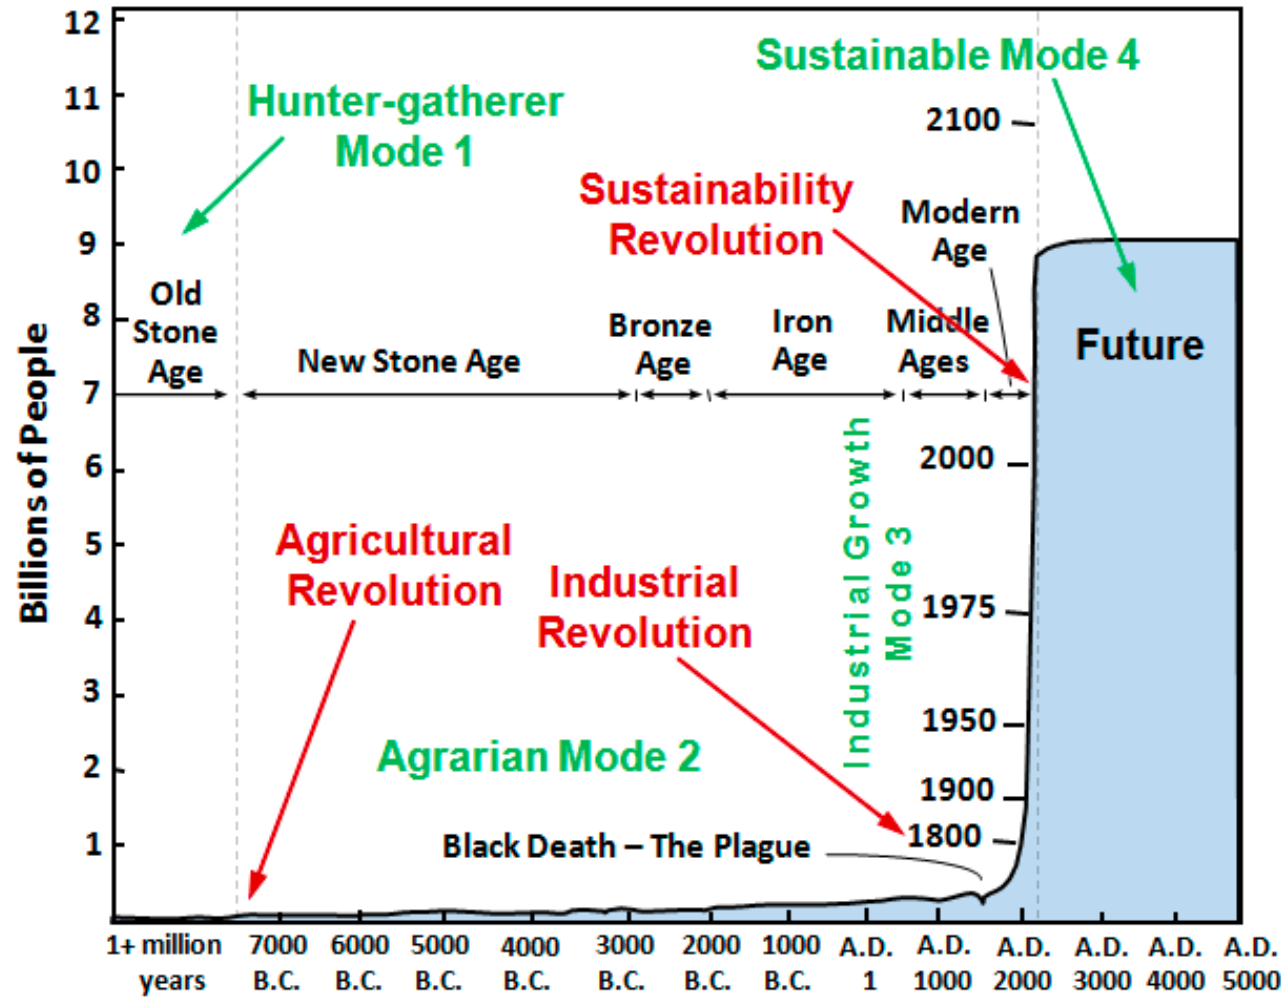 12
11
10
9
8
7
6
5
4
3
2
1
Billions of People
Hunter-gatherer
Mode 1
Sustainable Mode 4
2100
Sustainability
Revolution
Modern
Age
Old
Stone
Age
New Stone Age
Bronze
Age
Iron
Age
Middle
Ages
Future
2000
Industrial Growth
Mode 3
Agricultural
Revolution
Industrial
Revolution
1975
1950
1900
1800
Agrarian Mode 2
Black Death – The Plague
1+ million
years
7000
B.C.
6000
B.C.
5000
B.C.
4000
B.C.
3000
B.C.
2000
B.C.
1000
B.C.
A.D.
1
A.D.
1000
A.D.
2000
A.D.
3000
A.D.
4000
A.D.
5000